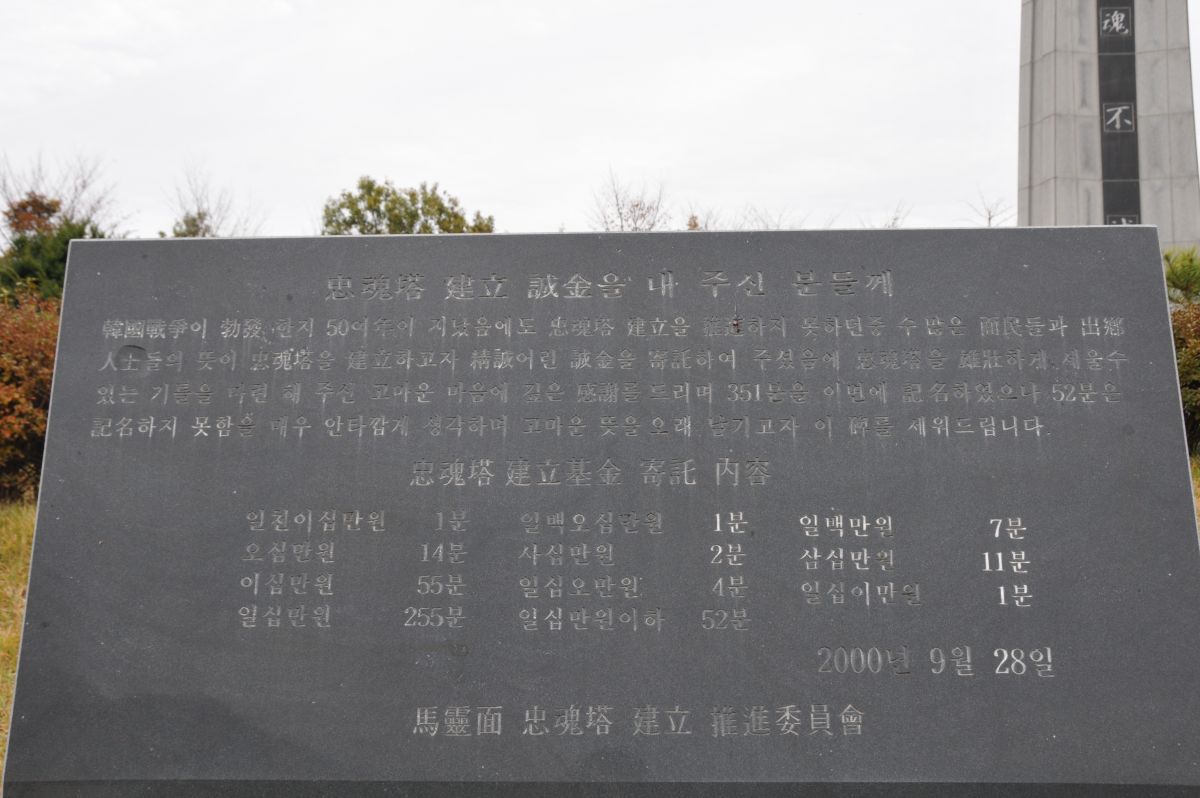 魂
不
忠魂塔 建立 誠金을 내 주신 분들께
韓國戰爭이 勃發 한지 50여年이 지났음에도 忠魂塔 建立을 推進하지 못하던중 수 많은 面民들과 出鄕
人士들의 뜻이 忠魂塔을 建立하고자 精誠어린 誠金을 寄託하여 주셨음에 忠魂塔을 雄壯하게 세울수
있는 기틀을 마련 해 주신 고마운 마음에 깊은 感謝를 드리며 351분을 이번에 記名하였으나 52분은
記名하지 못함을 매우 안타깝게 생각하며 고마운 뜻을 오래 남기고자 이 碑를 세워드립니다.
忠魂塔 建立基金 寄託 內容
일천이십만원 1분 일백오십만원 1분 일백만원 7분
오십만원 14분 사십만원 2분 삼십만원 11분
이십만원 55분 일십오만원 4분 일십이만원 1분
일십만원 255분 일십만원이하 52분
2000년 9월 28일
馬靈面 忠魂塔 建立 推進委員會